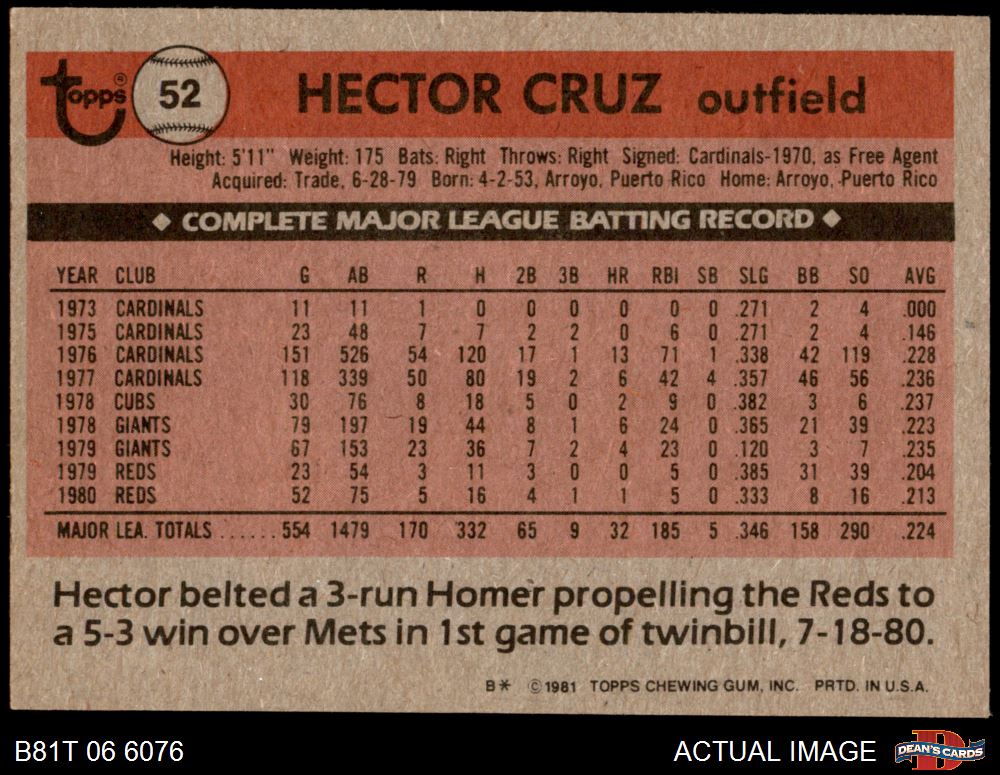 Topps® 52 HECTOR CRUZ outfield
Height: 5'11" Weight: 175 Bats: Right Throws: Right Signed: Cardinals-1970, as Free Agent
Acquired: Trade, 6-28-79 Born: 4-2-53, Arroyo, Puerto Rico Home: Arroyo, Puerto Rico
◆ COMPLETE MAJOR LEAGUE BATTING RECORD ◆
YEAR CLUB G AB R H 2B 3B HR RBI SB SLG BB SO AVG
1973 CARDINALS 11 11 1 0 0 0 0 0 0 .271 2 4 .000
1975 CARDINALS 23 48 7 7 2 2 0 6 0 .271 2 4 .146
1976 CARDINALS 151 526 54 120 17 1 13 71 1 .338 42 119 .228
1977 CARDINALS 118 339 50 80 19 2 6 42 4 .357 46 56 .236
1978 CUBS 30 76 8 18 5 0 2 9 0 .382 3 6 .237
1978 GIANTS 79 197 19 44 8 1 6 24 0 .365 21 39 .223
1979 GIANTS 67 153 23 36 7 2 4 23 0 .120 3 7 .235
1979 REDS 23 54 3 11 3 0 0 5 0 .385 31 39 .204
1980 REDS 52 75 5 16 4 1 1 5 0 .333 8 16 .213
MAJOR LEA. TOTALS ...... 554 1479 170 332 65 9 32 185 5 .346 158 290 .224
Hector belted a 3-run Homer propelling the Reds to
a 5-3 win over Mets in 1st game of twinbill, 7-18-80.
B* ©1981 TOPPS CHEWING GUM, INC. PRTD. IN U.S.A.
B81T 06 6076 ACTUAL IMAGE DEAN'S CARDS